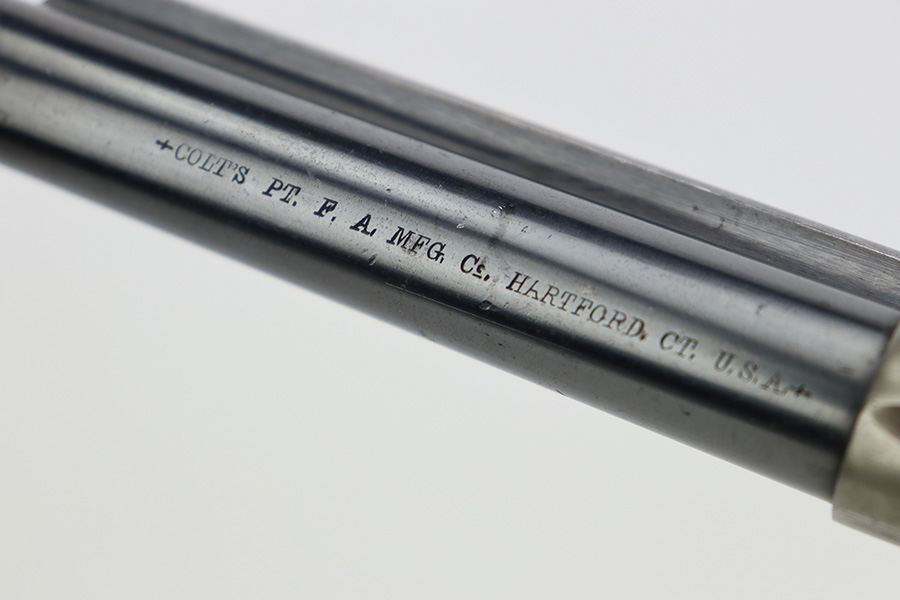 +COLT'S PT. F. A. MFG. Co. HARTFORD, CT. U.S.A.+